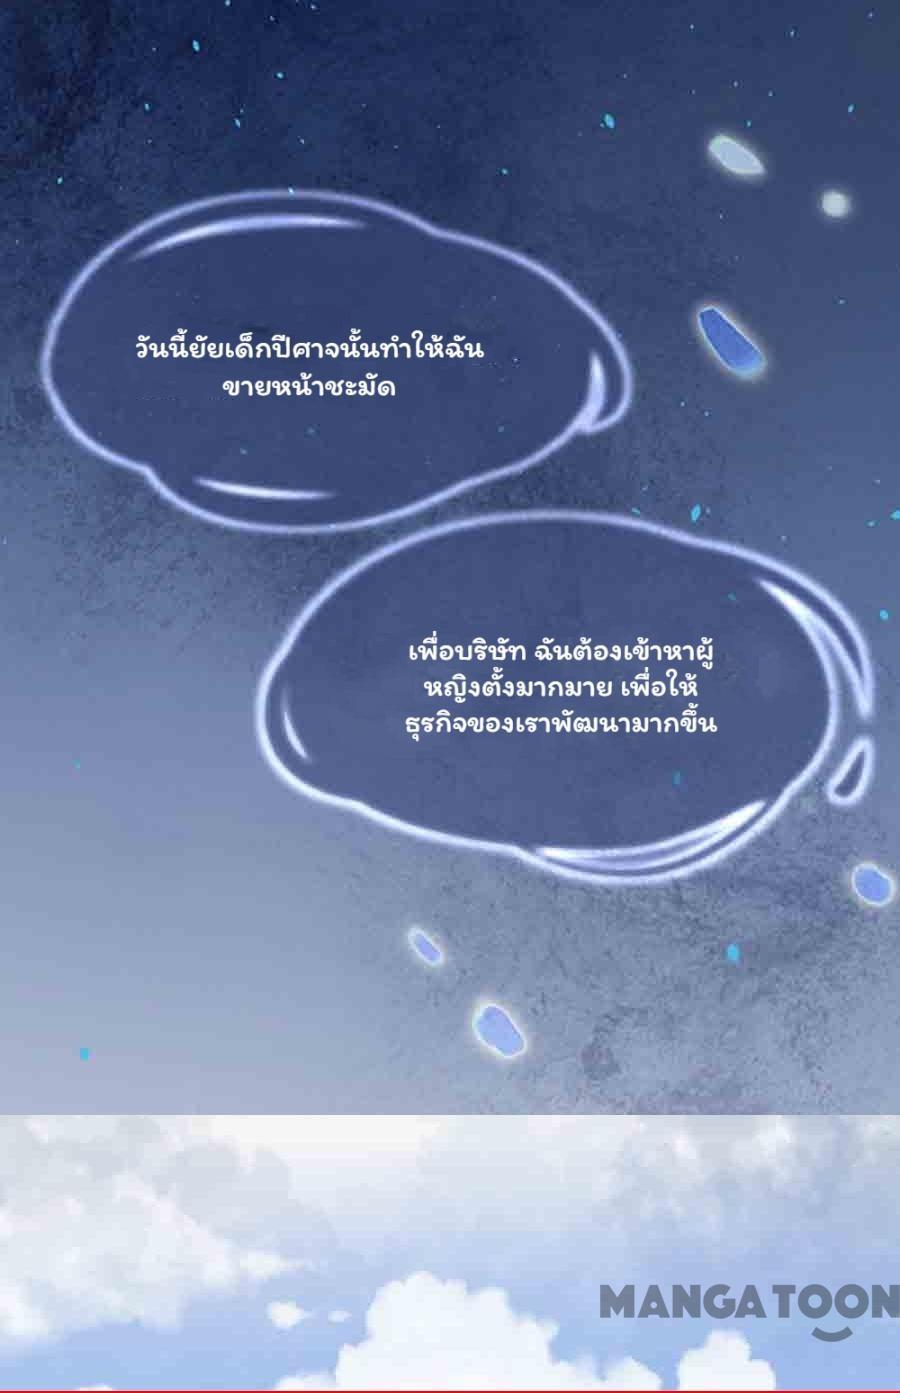 วันนี้ยัยเด็กปีศาจนั้นทำให้ฉัน
ขายหน้าชะมัด
เพื่อบริษัท ฉันต้องเข้าหาผู้
หญิงตั้งมากมาย เพื่อให้
ธุรกิจของเราพัฒนามากขึ้น
MANGATOON